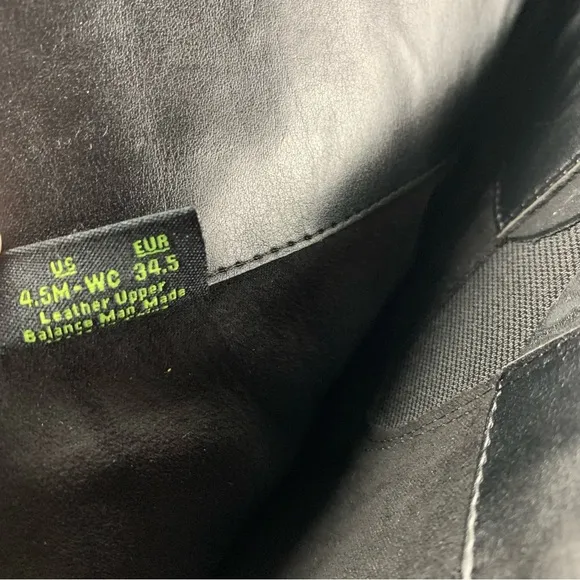 US EUR
4.5M-WC 34.5
Leather Upper
Balance Man Made